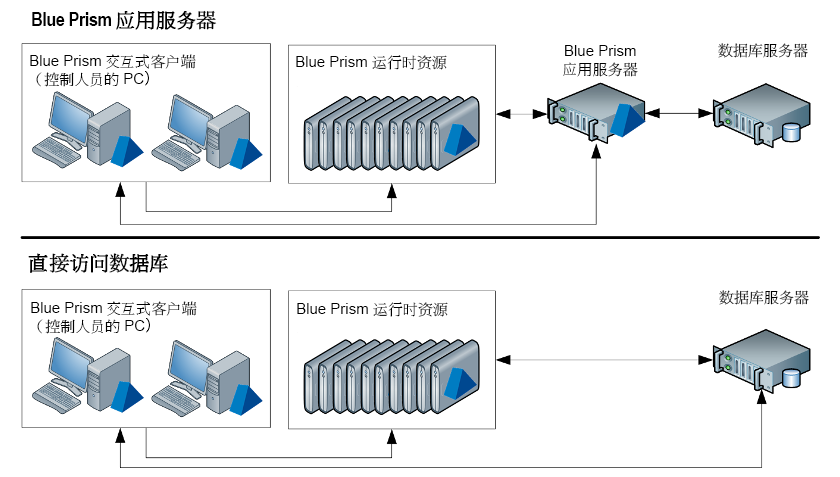 Blue Prism 应用服务器
Blue Prism 交互式客户端
（控制人员的 PC）
Blue Prism 运行时资源
Blue Prism
应用服务器
数据库服务器
直接访问数据库
Blue Prism 交互式客户端
（控制人员的 PC）
Blue Prism 运行时资源
数据库服务器